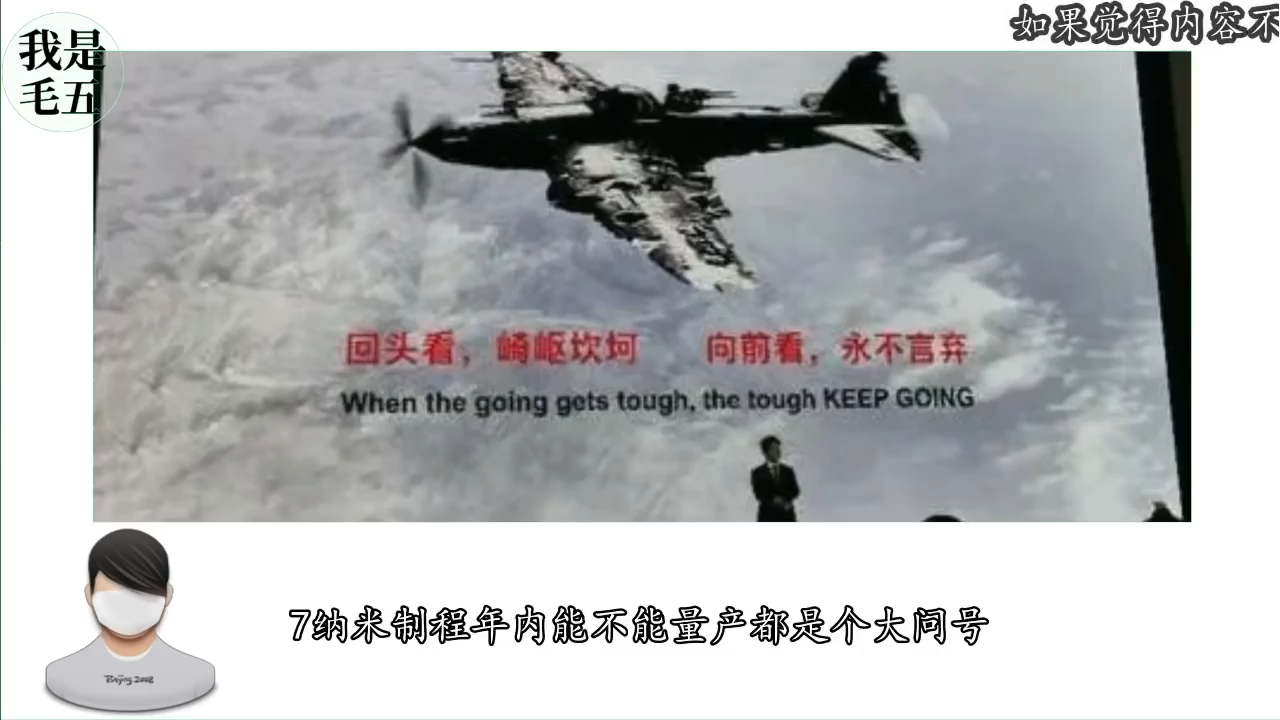 我是
毛五
如果觉得内容不
回头看，崎岖坎坷 向前看，永不言弃
When the going gets tough, the tough KEEP GOING
7纳米制程年内能不能量产都是个大问号
Beijing 2008